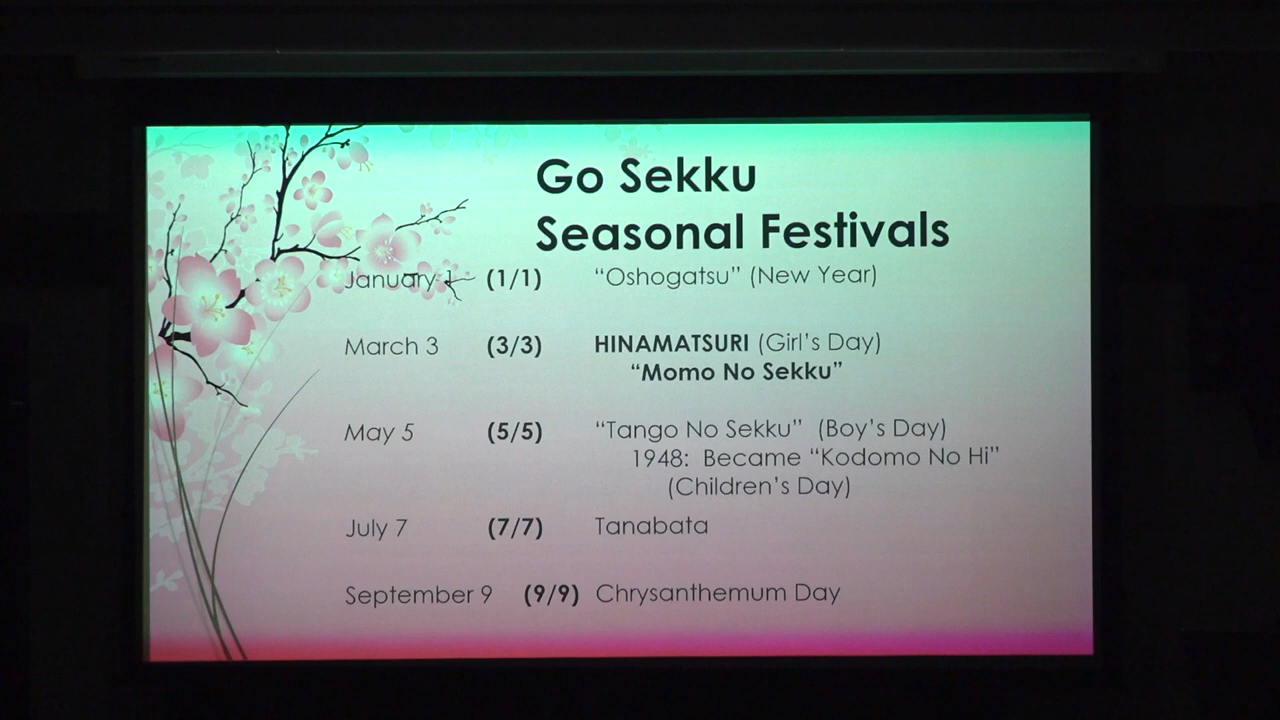 Go Sekku
Seasonal Festivals
January 1 (1/1) “Oshogatsu” (New Year)
March 3 (3/3) HINAMATSURI (Girl’s Day)
“Momo No Sekku”
May 5 (5/5) “Tango No Sekku” (Boy’s Day)
1948: Became “Kodomo No Hi”
(Children’s Day)
July 7 (7/7) Tanabata
September 9 (9/9) Chrysanthemum Day